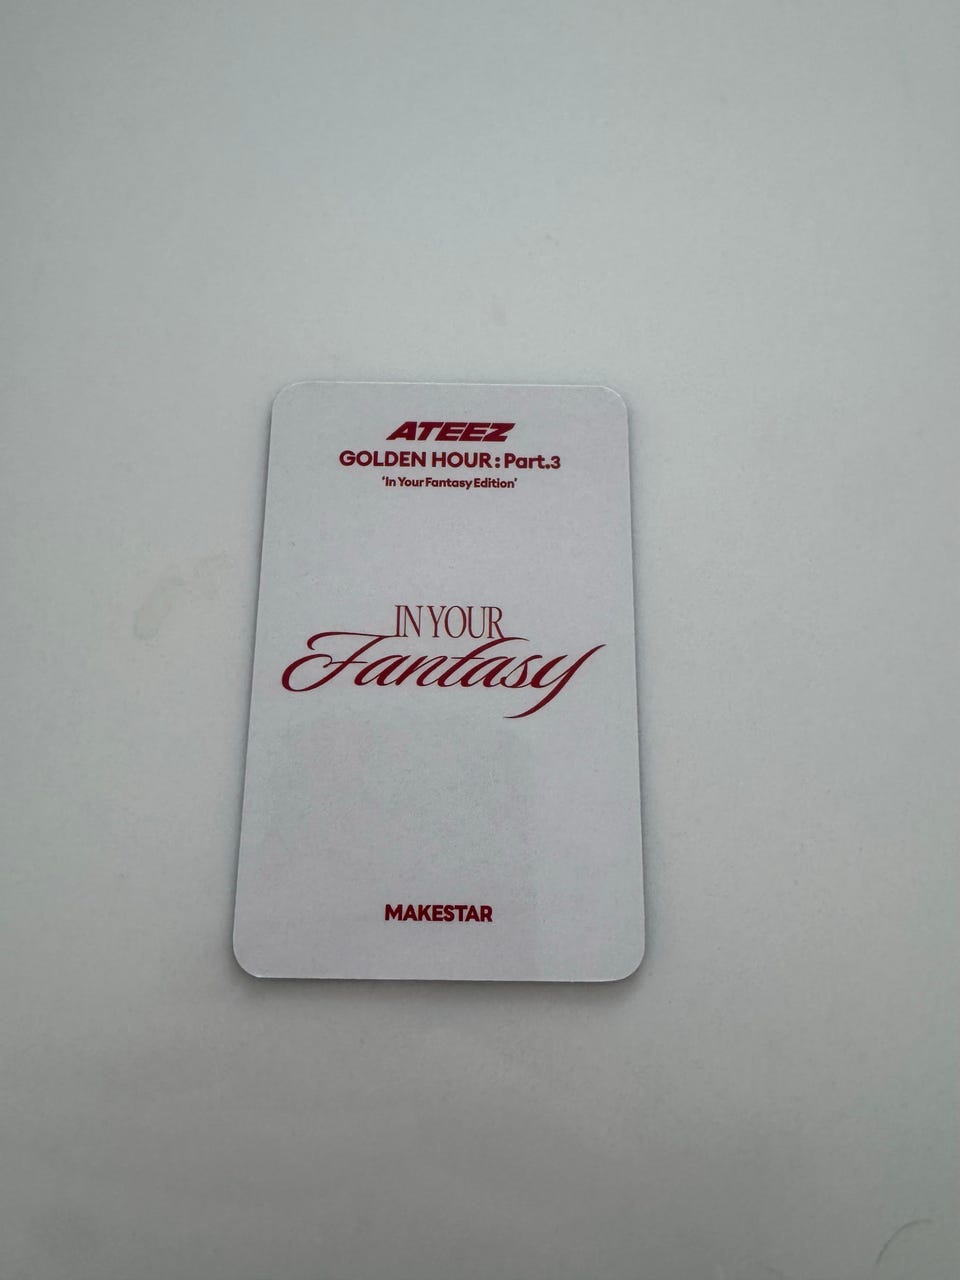 ATEEZ
GOLDEN HOUR : Part.3
'In Your Fantasy Edition'
IN YOUR
Fantasy
MAKESTAR